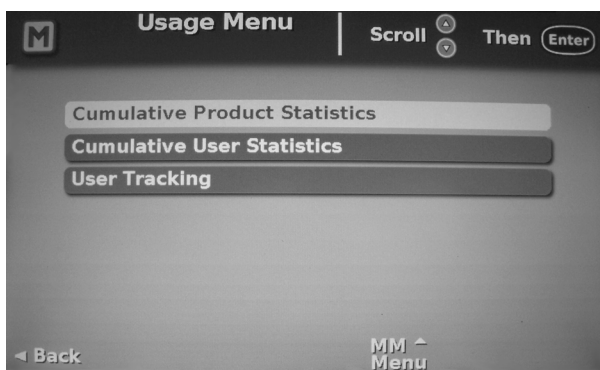 M
Usage Menu
Scroll
Then Enter
Cumulative Product Statistics
Cumulative User Statistics
User Tracking
Back
MM
Menu